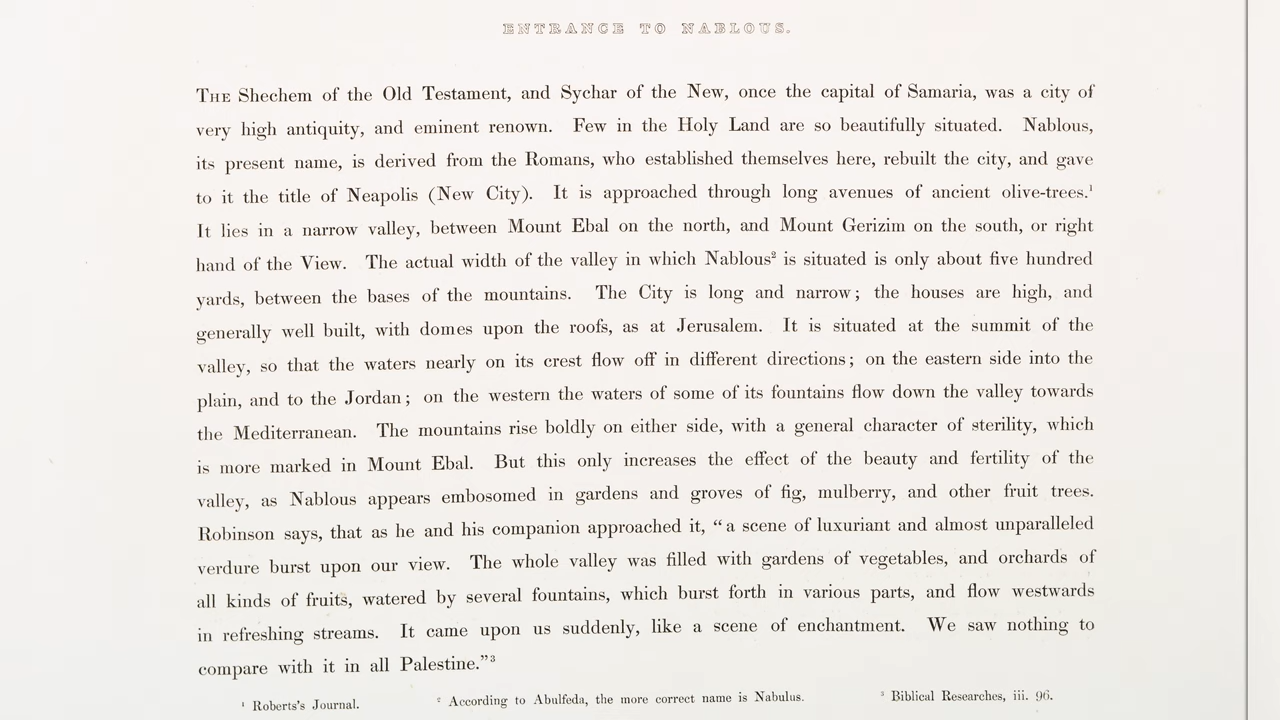 ENTRANCE TO NABLOUS.
THE Shechem of the Old Testament, and Sychar of the New, once the capital of Samaria, was a city of
very high antiquity, and eminent renown. Few in the Holy Land are so beautifully situated. Nablous,
its present name, is derived from the Romans, who established themselves here, rebuilt the city, and gave
to it the title of Neapolis (New City). It is approached through long avenues of ancient olive-trees.¹
It lies in a narrow valley, between Mount Ebal on the north, and Mount Gerizim on the south, or right
hand of the View. The actual width of the valley in which Nablous² is situated is only about five hundred
yards, between the bases of the mountains. The City is long and narrow; the houses are high, and
generally well built, with domes upon the roofs, as at Jerusalem. It is situated at the summit of the
valley, so that the waters nearly on its crest flow off in different directions; on the eastern side into the
plain, and to the Jordan; on the western the waters of some of its fountains flow down the valley towards
the Mediterranean. The mountains rise boldly on either side, with a general character of sterility, which
is more marked in Mount Ebal. But this only increases the effect of the beauty and fertility of the
valley, as Nablous appears embosomed in gardens and groves of fig, mulberry, and other fruit trees.
Robinson says, that as he and his companion approached it, “a scene of luxuriant and almost unparalleled
verdure burst upon our view. The whole valley was filled with gardens of vegetables, and orchards of
all kinds of fruits, watered by several fountains, which burst forth in various parts, and flow westwards
in refreshing streams. It came upon us suddenly, like a scene of enchantment. We saw nothing to
compare with it in all Palestine.”³
¹ Roberts's Journal. ² According to Abulfeda, the more correct name is Nabulus. ³ Biblical Researches, iii. 96.